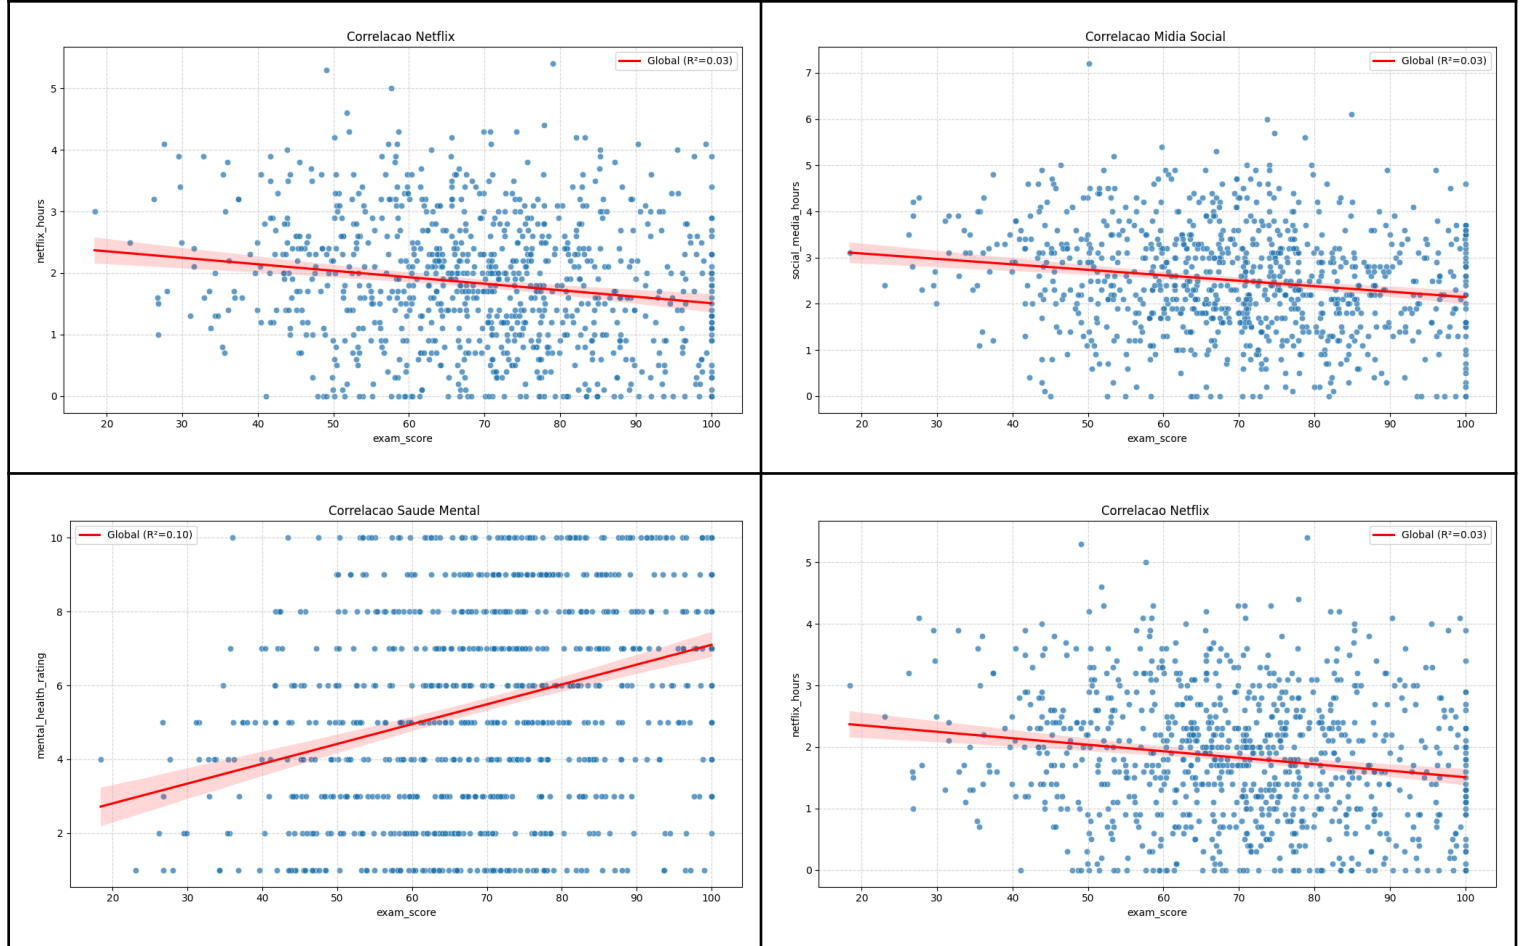 Correlacao Netflix
Global (R²=0.03)
5
4
3
2
1
0
netflix_hours
20 30 40 50 60 70 80 90 100
exam_score
Correlacao Midia Social
Global (R²=0.03)
7
6
5
4
3
2
1
0
social_media_hours
20 30 40 50 60 70 80 90 100
exam_score
Correlacao Saude Mental
Global (R²=0.10)
10
8
6
4
2
mental_health_rating
20 30 40 50 60 70 80 90 100
exam_score
Correlacao Netflix
Global (R²=0.03)
5
4
3
2
1
0
netflix_hours
20 30 40 50 60 70 80 90 100
exam_score